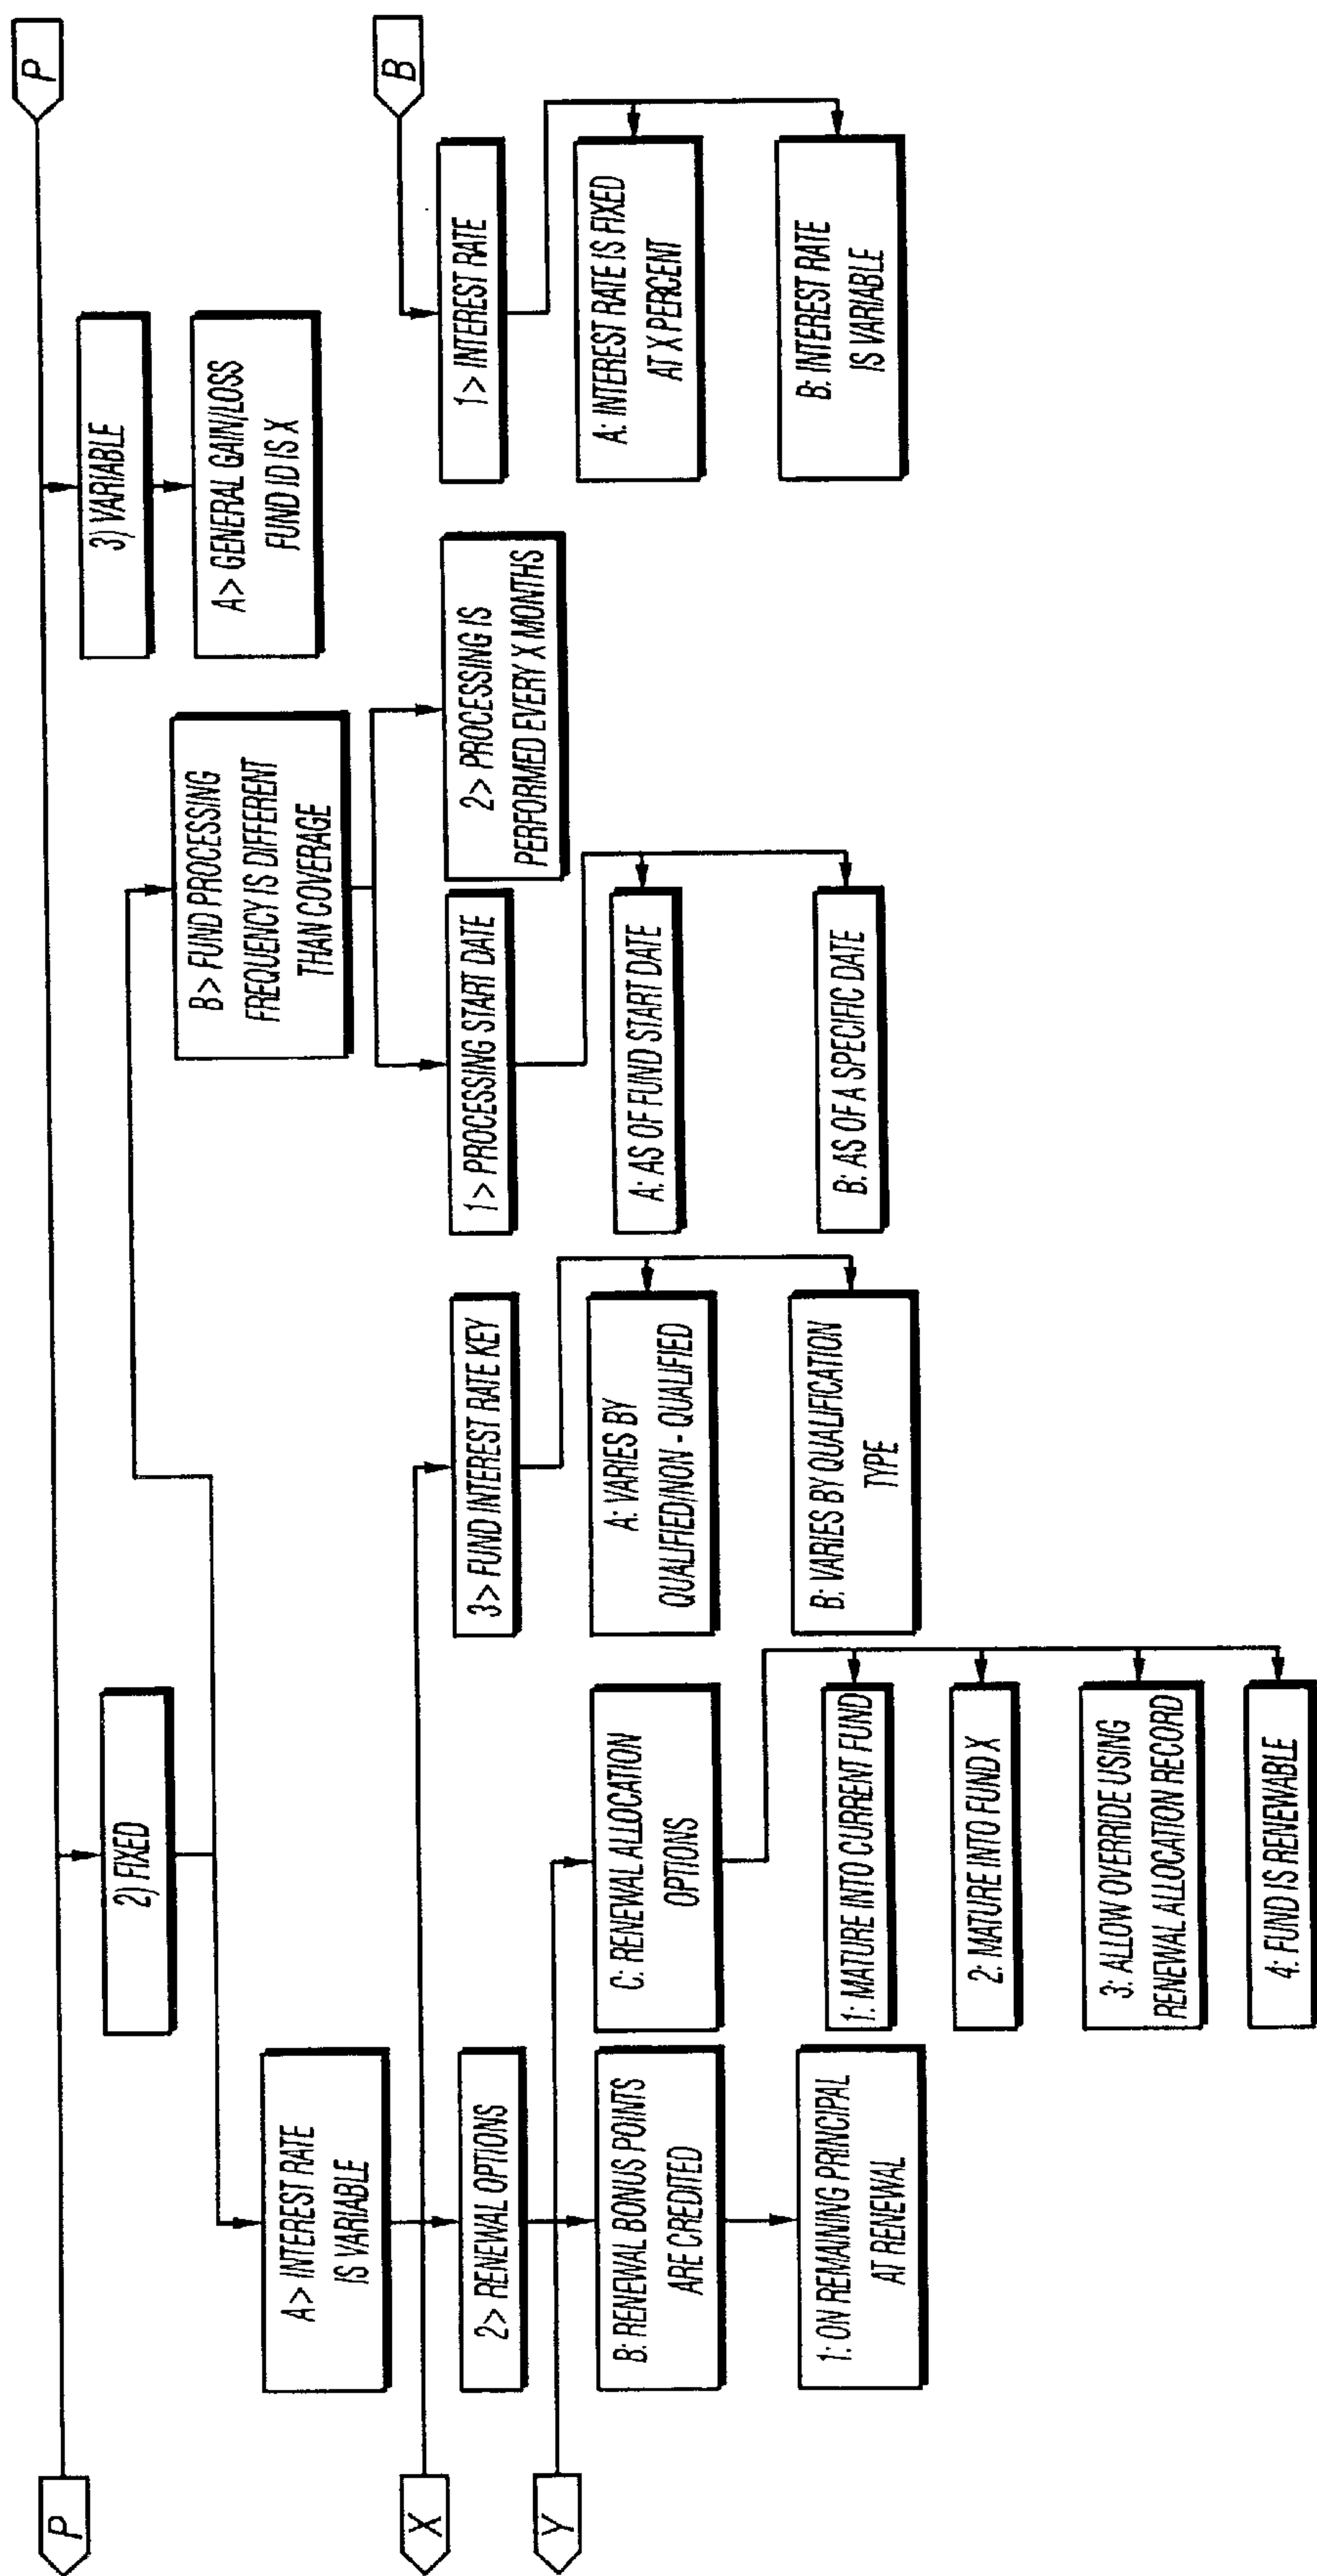 P
P
2) FIXED
3) VARIABLE
A> GENERAL GAIN/LOSS
FUND ID IS X
B> FUND PROCESSING
FREQUENCY IS DIFFERENT
THAN COVERAGE
A> INTEREST RATE
IS VARIABLE
X
B
2> RENEWAL OPTIONS
3> FUND INTEREST RATE KEY
1> PROCESSING START DATE
2> PROCESSING IS
PERFORMED EVERY X MONTHS
1> INTEREST RATE
Y
B: RENEWAL BONUS POINTS
ARE CREDITED
C: RENEWAL ALLOCATION
OPTIONS
A: VARIES BY
QUALIFIED/NON - QUALIFIED
A: AS OF FUND START DATE
A: INTEREST RATE IS FIXED
AT X PERCENT
1: ON REMAINING PRINCIPAL
AT RENEWAL
1: MATURE INTO CURRENT FUND
B: VARIES BY QUALIFICATION
TYPE
B: AS OF A SPECIFIC DATE
B: INTEREST RATE
IS VARIABLE
2: MATURE INTO FUND X
3: ALLOW OVERRIDE USING
RENEWAL ALLOCATION RECORD
4: FUND IS RENEWABLE